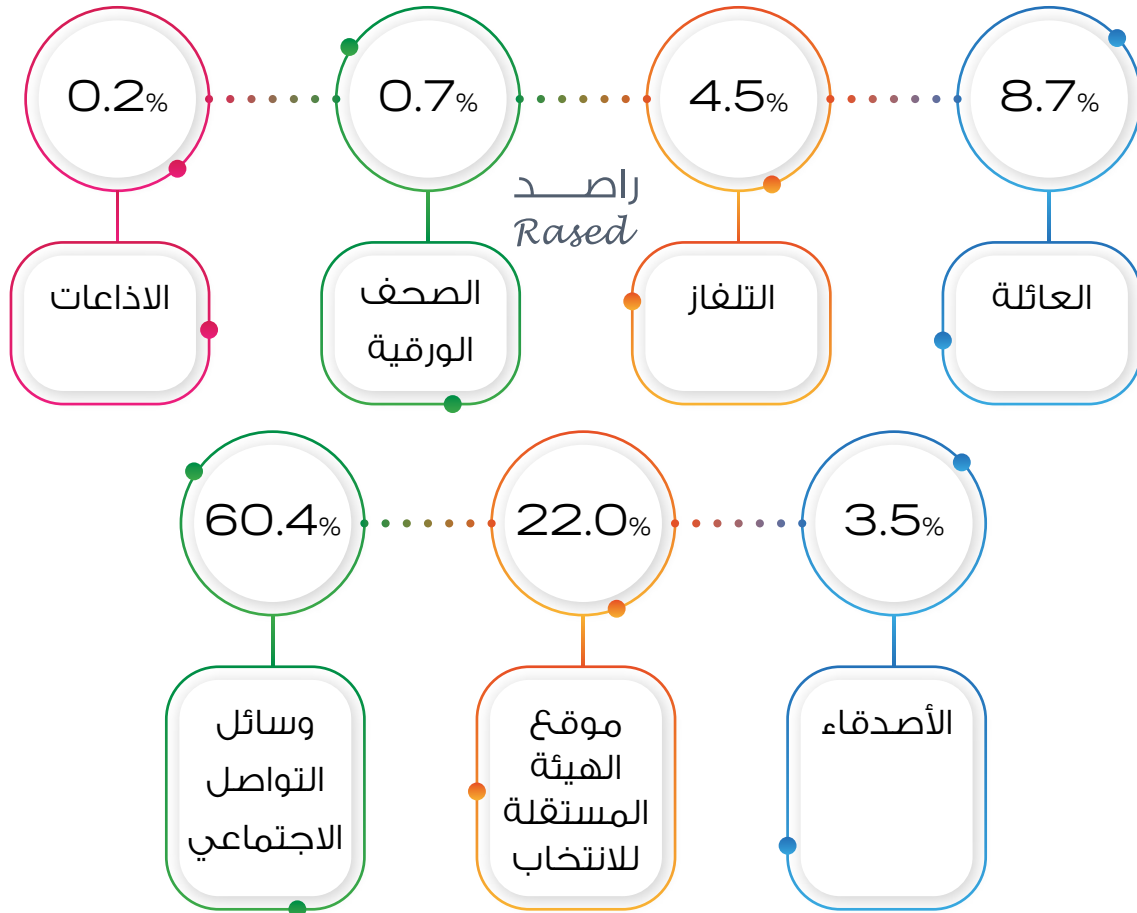 8.7%
4.5%
0.7%
0.2%
راصد
Rased
العائلة
التلفاز
الصحف
الورقية
الاذاعات
3.5%
22.0%
60.4%
الأصدقاء
موقع
الهيئة
المستقلة
للانتخاب
وسائل
التواصل
الاجتماعي